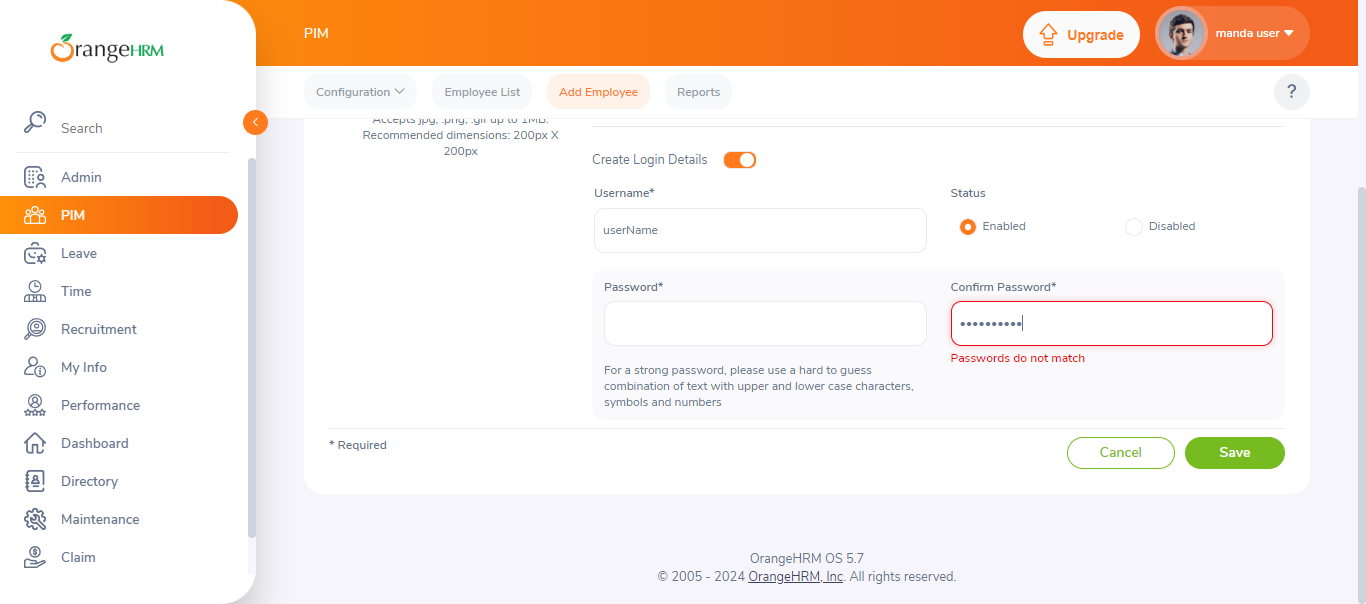 OrangeHRM
PIM
Upgrade
manda user
Configuration
Employee List
Add Employee
Reports
?
Search
Admin
PIM
Leave
Time
Recruitment
My Info
Performance
Dashboard
Directory
Maintenance
Claim
Accepts jpg, .png, .gif up to 1MB.
Recommended dimensions: 200px X
200px
Create Login Details
Username*
Status
userName
Enabled
Disabled
Password*
Confirm Password*
••••••••••
Passwords do not match
For a strong password, please use a hard to guess
combination of text with upper and lower case characters,
symbols and numbers
* Required
Cancel
Save
OrangeHRM OS 5.7
© 2005 - 2024 OrangeHRM, Inc. All rights reserved.